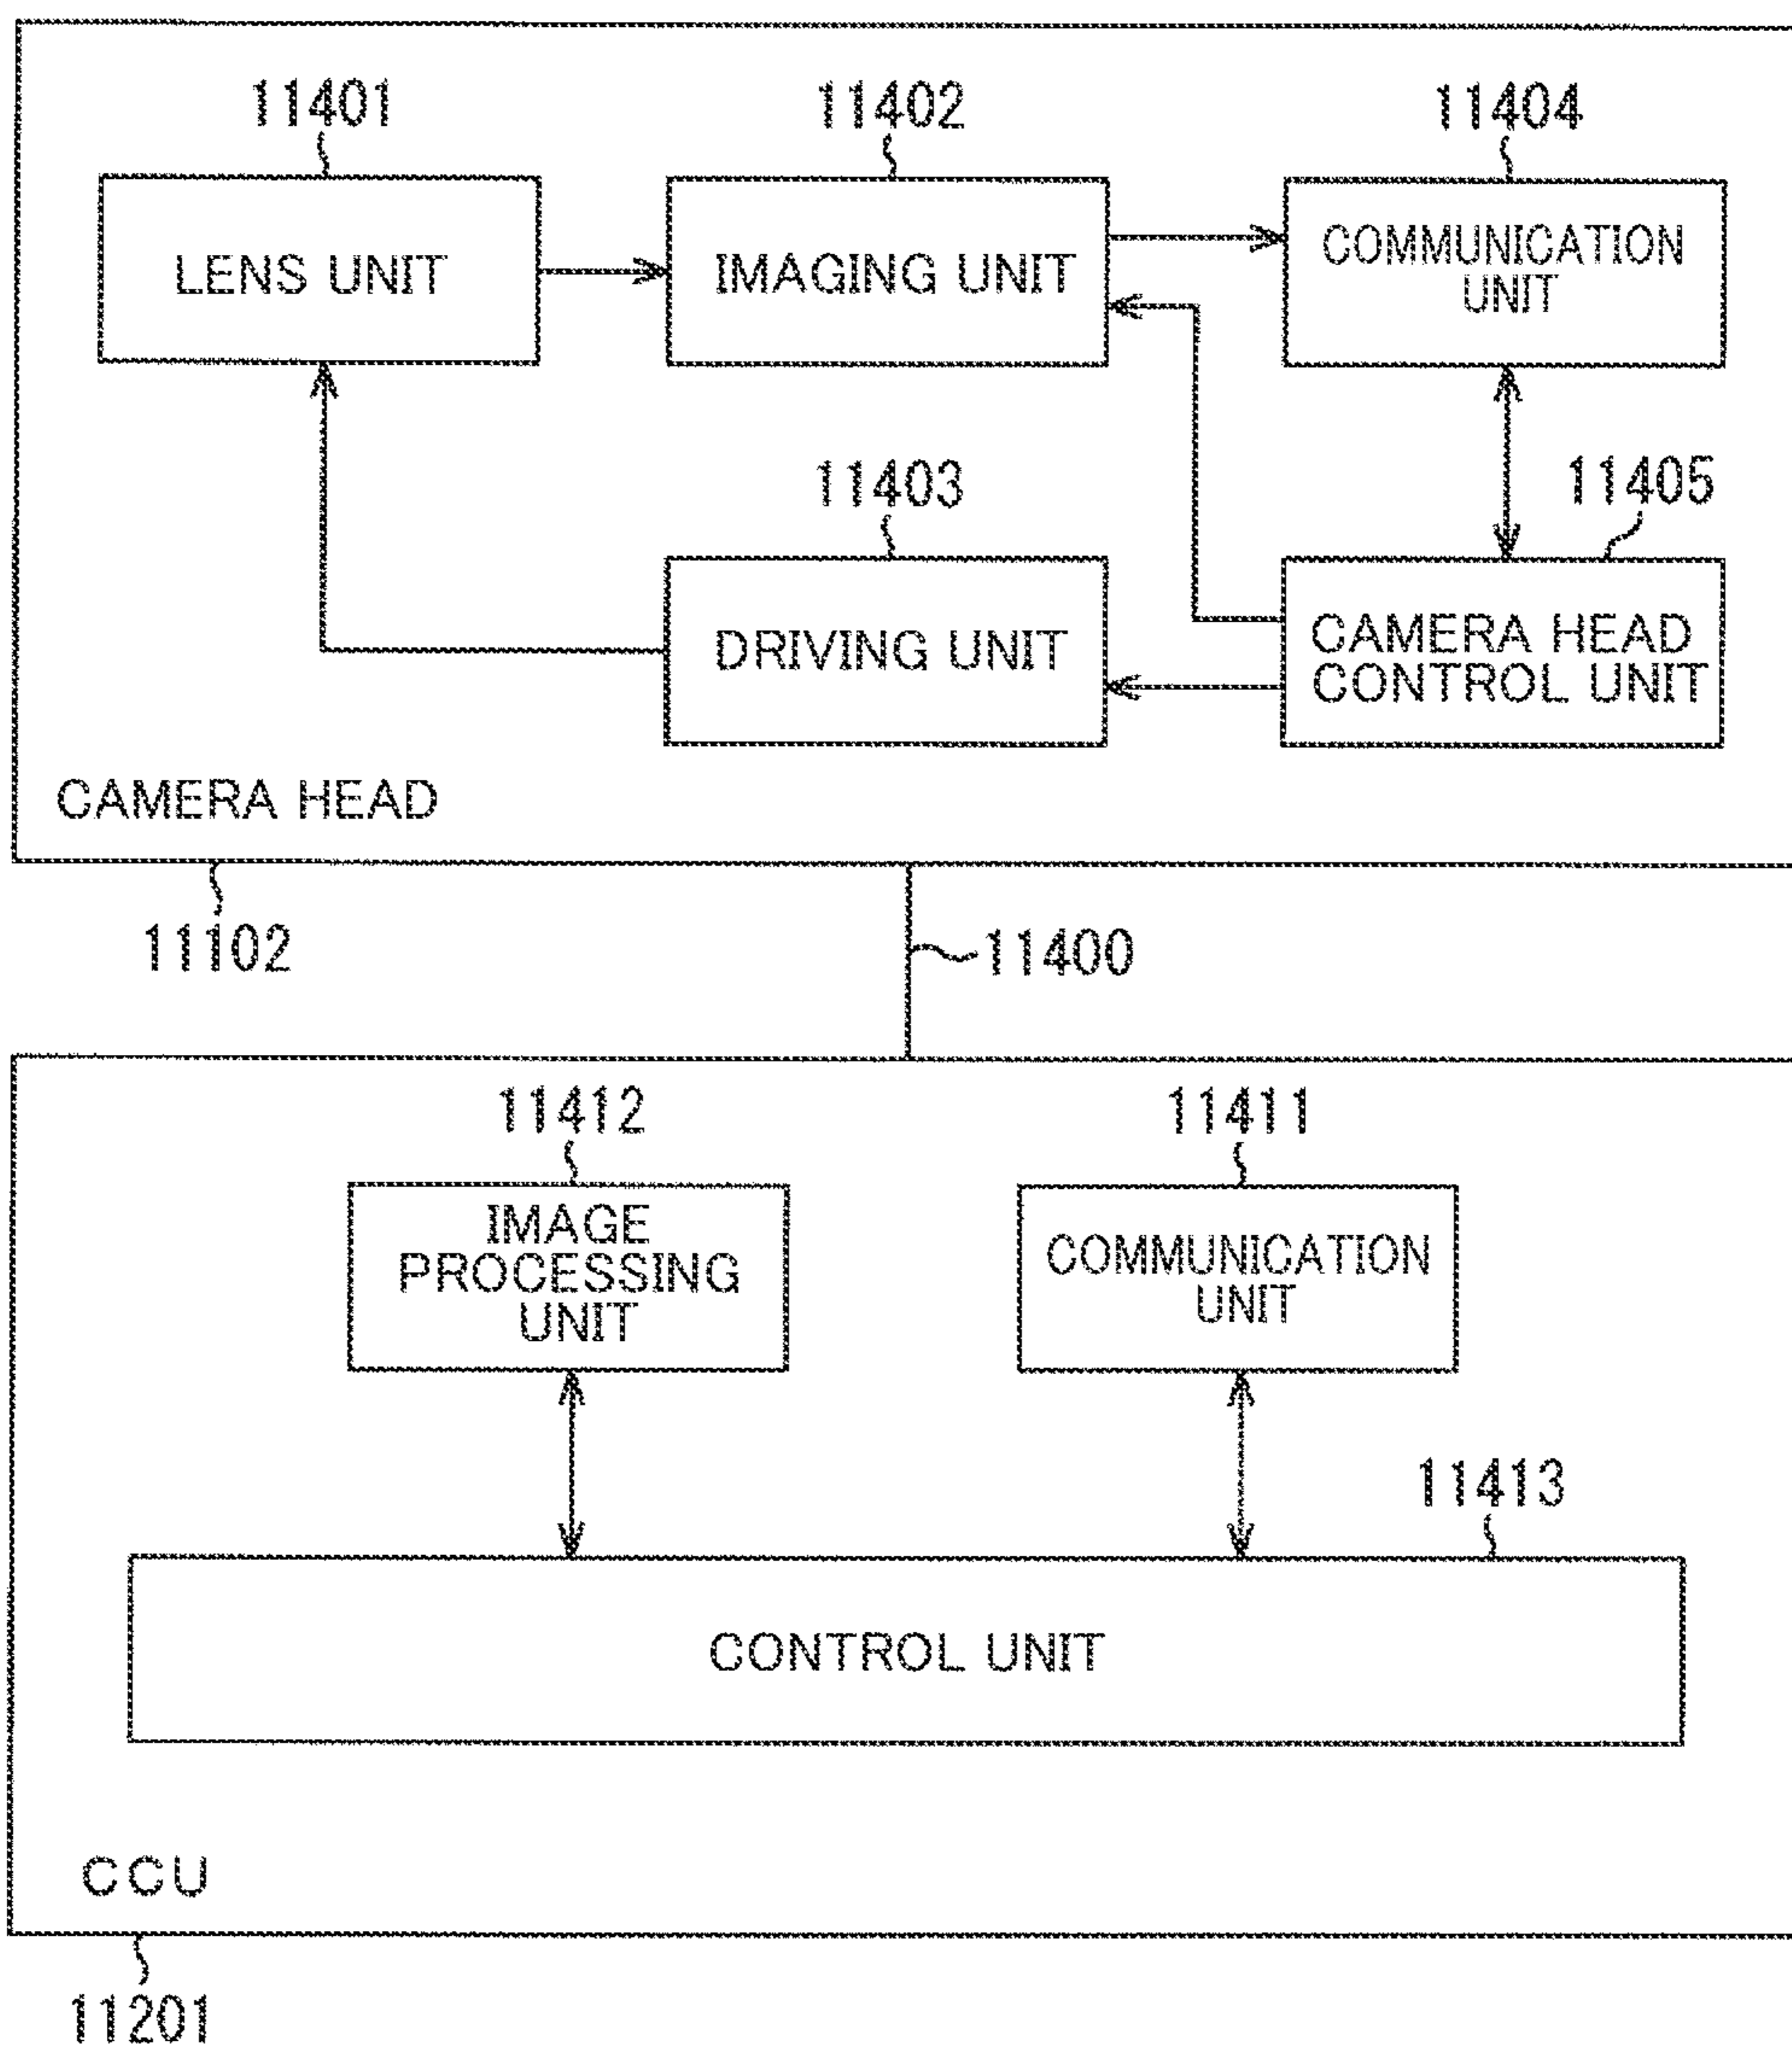 11401
11402
11404
LENS UNIT
IMAGING UNIT
COMMUNICATION
UNIT
11403
11405
DRIVING UNIT
CAMERA HEAD
CONTROL UNIT
CAMERA HEAD
11102
11400
11412
11411
IMAGE
PROCESSING
UNIT
COMMUNICATION
UNIT
11413
CONTROL UNIT
CCU
11201